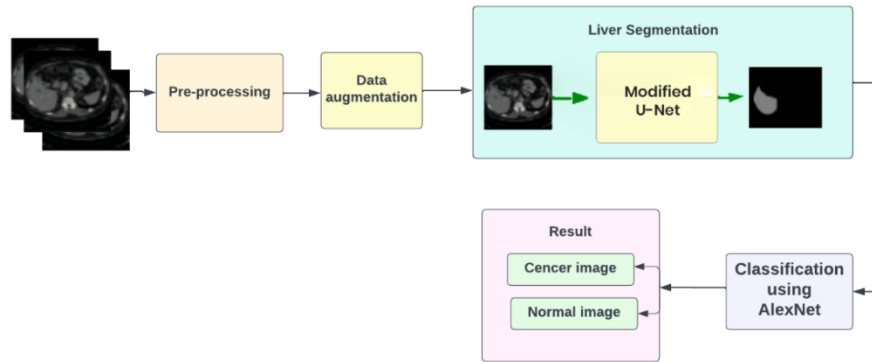 Liver Segmentation
Pre-processing
Data
augmentation
Modified
U-Net
Result
Cencer image
Normal image
Classification
using
AlexNet